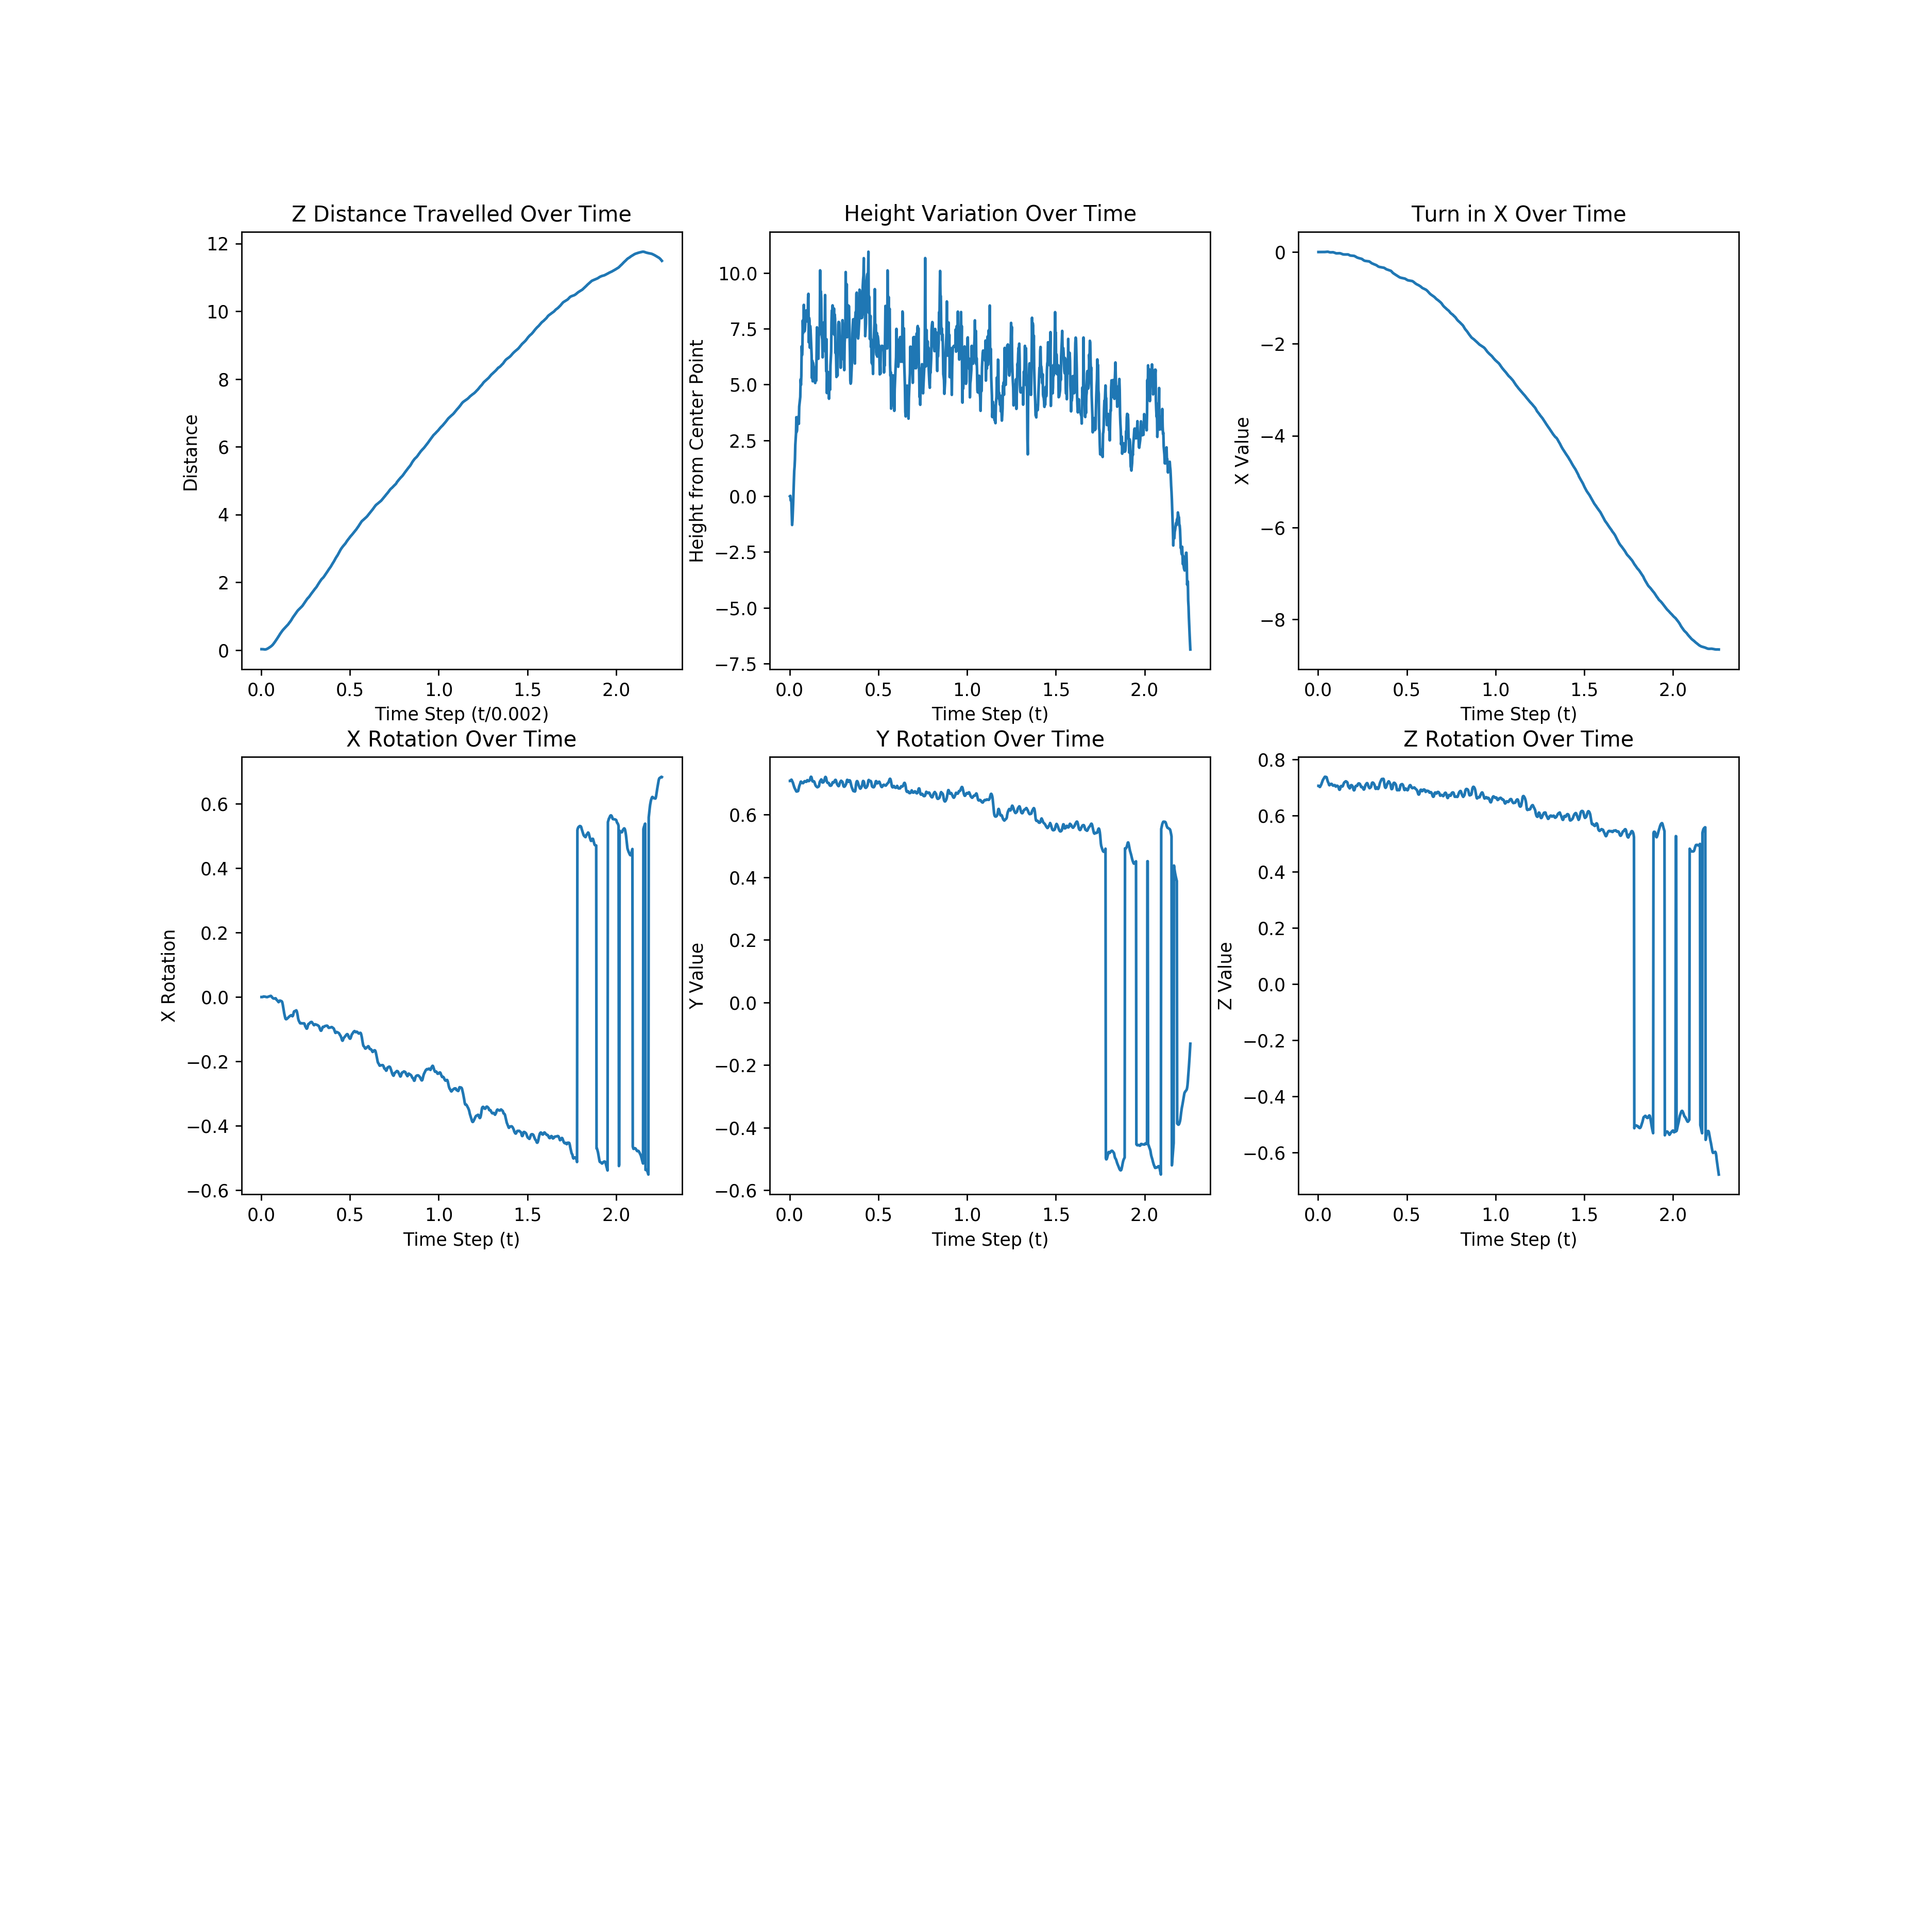 Z Distance Travelled Over Time
Height Variation Over Time
Turn in X Over Time
12
10
8
6
4
2
0
Distance
0.0 0.5 1.0 1.5 2.0
Time Step (t/0.002)
10.0
7.5
5.0
2.5
0.0
−2.5
−5.0
−7.5
Height from Center Point
0.0 0.5 1.0 1.5 2.0
Time Step (t)
0
−2
−4
−6
−8
X Value
0.0 0.5 1.0 1.5 2.0
Time Step (t)
X Rotation Over Time
Y Rotation Over Time
Z Rotation Over Time
0.6
0.4
0.2
0.0
−0.2
−0.4
−0.6
X Rotation
0.0 0.5 1.0 1.5 2.0
Time Step (t)
0.6
0.4
0.2
0.0
−0.2
−0.4
−0.6
Y Value
0.0 0.5 1.0 1.5 2.0
Time Step (t)
0.8
0.6
0.4
0.2
0.0
−0.2
−0.4
−0.6
Z Value
0.0 0.5 1.0 1.5 2.0
Time Step (t)